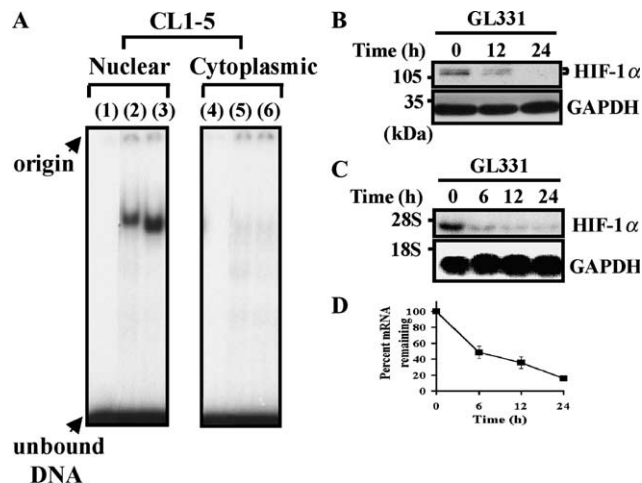 A
CL1-5
Nuclear Cytoplasmic
(1) (2) (3) (4) (5) (6)
origin
unbound
DNA
B
GL331
Time (h) 0 12 24
105
HIF-1α
35
GAPDH
(kDa)
C
GL331
Time (h) 0 6 12 24
28S
HIF-1α
18S
GAPDH
D
Percent mRNA
remaining
100
80
60
40
20
0
0 6 12 24
Time (h)